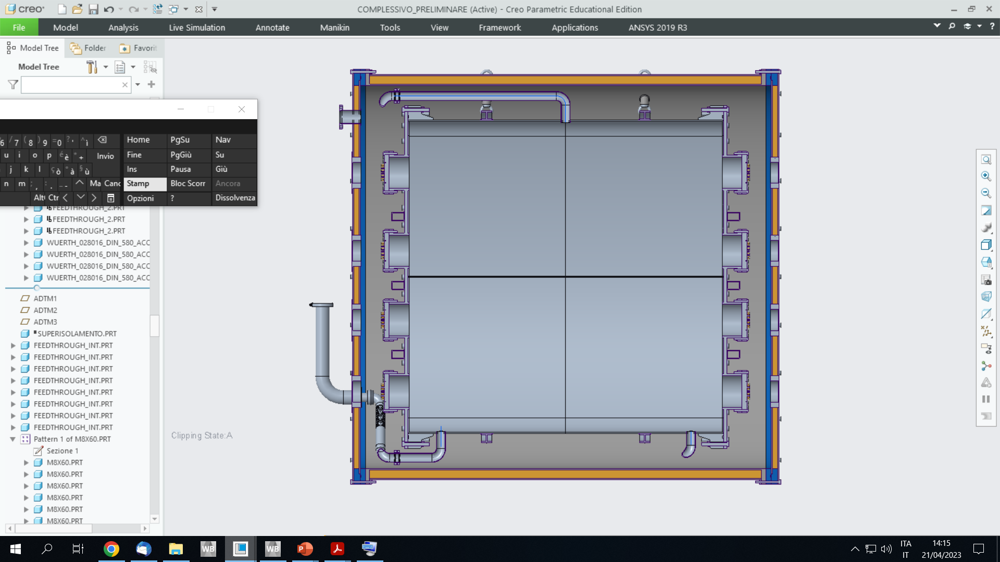 creo
COMPLESSIVO_PRELIMINARE (Active) - Creo Parametric Educational Edition
File Model Analysis Live Simulation Annotate Manikin Tools View Framework Applications ANSYS 2019 R3
Model Tree Folder Favorit
Model Tree
6 / 7 ( 8 ) 9 = 0 ? ' ^ ì Home PgSu Nav
u i o p é è * + Invio Fine PgGiù Su
j k l ç ò ° à § ù Ins Pausa Giù
n m ; , : . _ - Ma Canc Stamp Bloc Scorr Ancora
Alt Ctr Opzioni ? Dissolvenza
FEEDTHROUGH_2.PRT
FEEDTHROUGH_2.PRT
FEEDTHROUGH_2.PRT
WUERTH_028016_DIN_580_ACC
WUERTH_028016_DIN_580_ACC
WUERTH_028016_DIN_580_ACC
WUERTH_028016_DIN_580_ACC
ADTM1
ADTM2
ADTM3
SUPERISOLAMENTO.PRT
FEEDTHROUGH_INT.PRT
FEEDTHROUGH_INT.PRT
FEEDTHROUGH_INT.PRT
FEEDTHROUGH_INT.PRT
FEEDTHROUGH_INT.PRT
FEEDTHROUGH_INT.PRT
FEEDTHROUGH_INT.PRT
FEEDTHROUGH_INT.PRT
Pattern 1 of M8X60.PRT
Sezione 1
M8X60.PRT
M8X60.PRT
M8X60.PRT
M8X60.PRT
M8X60.PRT
M8X60.PRT
Clipping State:A
WB WB P
ITA
IT
14:15
21/04/2023